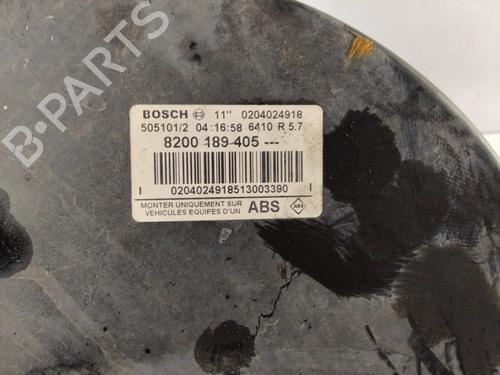 B-PARTS
BOSCH 11" 0204024918
505101/2 04:16:58 6410 R 5.7
8200 189 405 ---
I 0204024918513003390 I
MONTER UNIQUEMENT SUR
VEHICULES EQUIPES D'UN ABS ABS